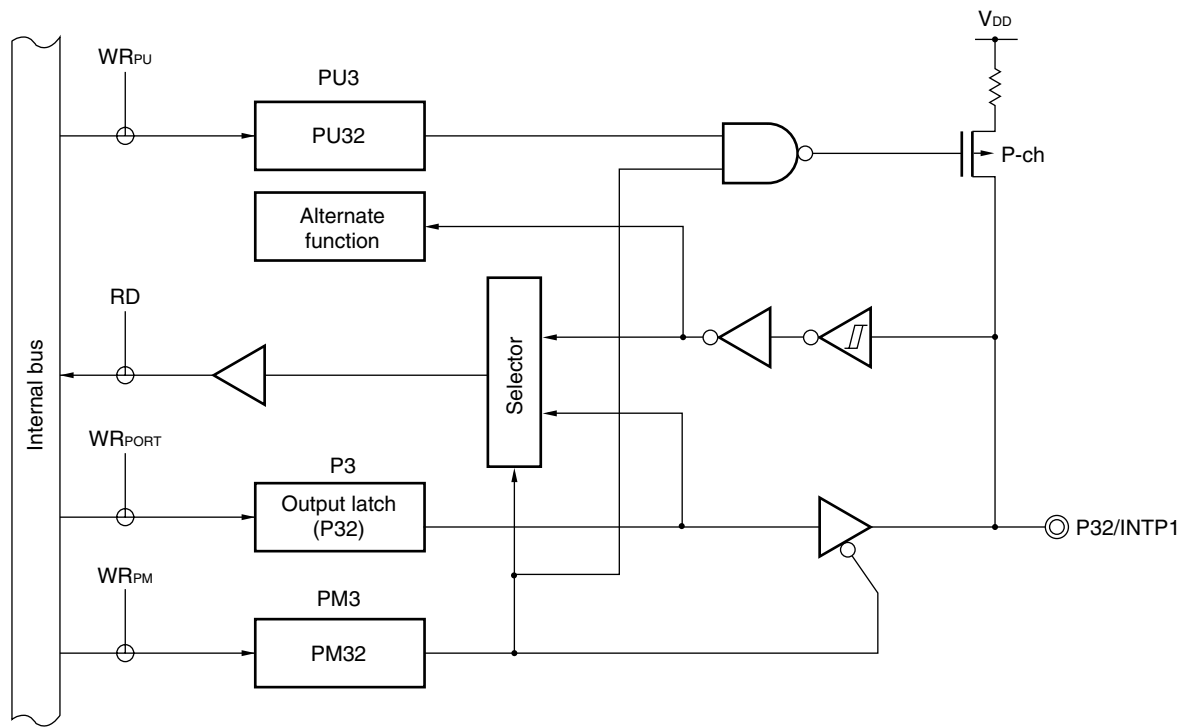 VDD
WRPU
PU3
PU32
P-ch
Alternate
function
RD
Selector
Internal bus
WRPORT
P3
Output latch
(P32)
P32/INTP1
WRPM
PM3
PM32